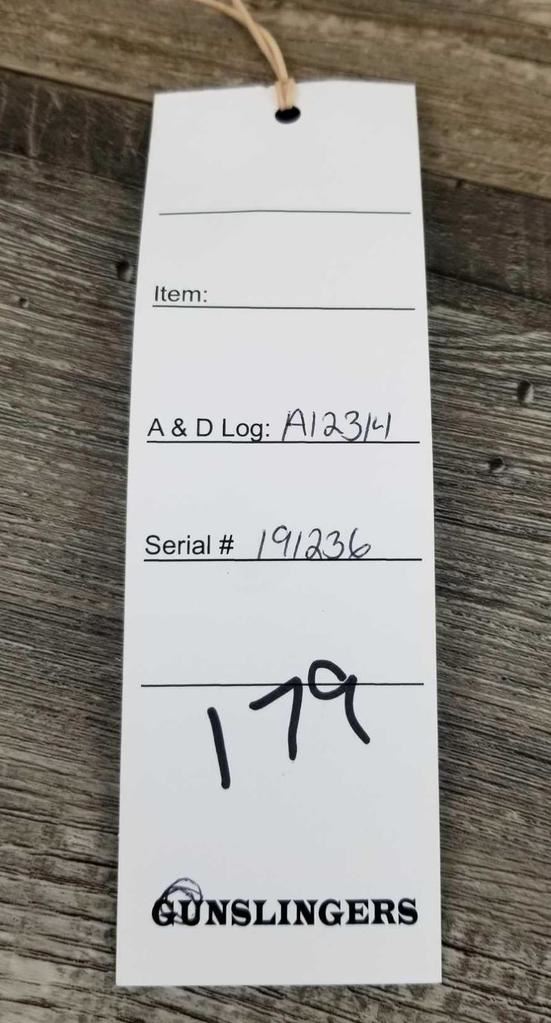 Item:
A & D Log: A12314
Serial # 191236
179
GUNSLINGERS